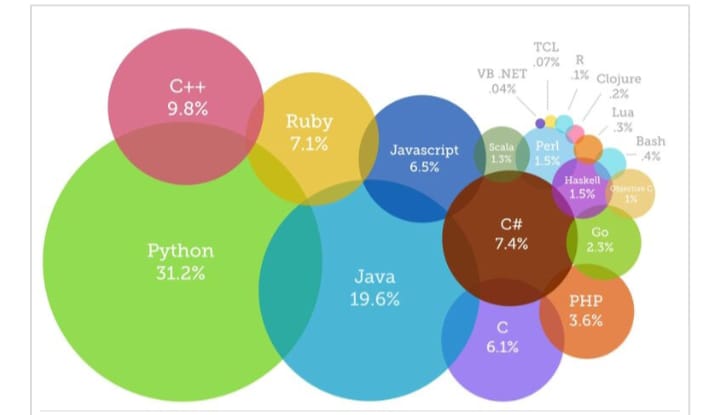 C++
9.8%
Ruby
7.1%
Javascript
6.5%
Python
31.2%
Java
19.6%
C#
7.4%
C
6.1%
PHP
3.6%
Go
2.3%
Objective C
1%
Haskell
1.5%
Perl
1.5%
Scala
1.3%
VB .NET
.04%
TCL
.07%
R
.1%
Clojure
.2%
Lua
.3%
Bash
.4%